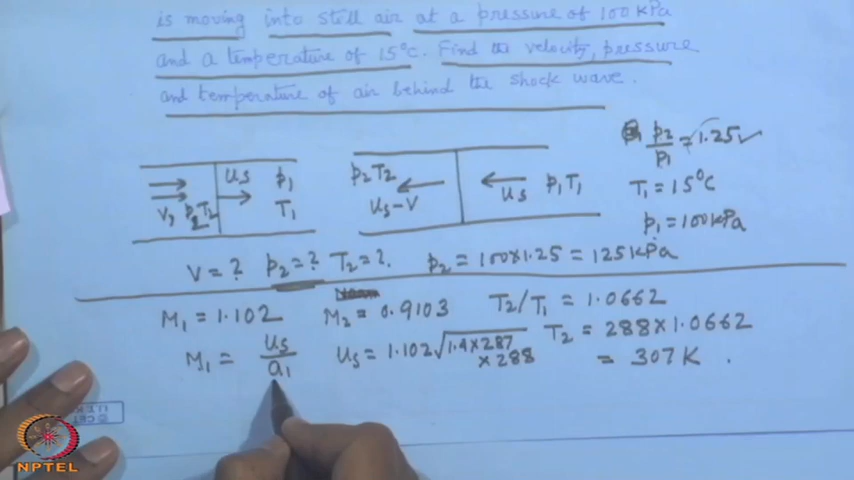 is moving into still air at a pressure of 100 kPa
and a temperature of 15°C. Find the velocity, pressure
and temperature of air behind the shock wave.
p2/p1 = 1.25 ✓
T1 = 15°C
p1 = 100 kPa
V, p2 T2 us p1 T1
p2 T2 us-V us p1 T1
V = ? p2 = ? T2 = ?. p2 = 100×1.25 = 125 kPa
M1 = 1.102 M2 = 0.9103 T2/T1 = 1.0662
M1 = us/a1 us = 1.102 √1.4×287×288 T2 = 288×1.0662
= 307 K .
NPTEL